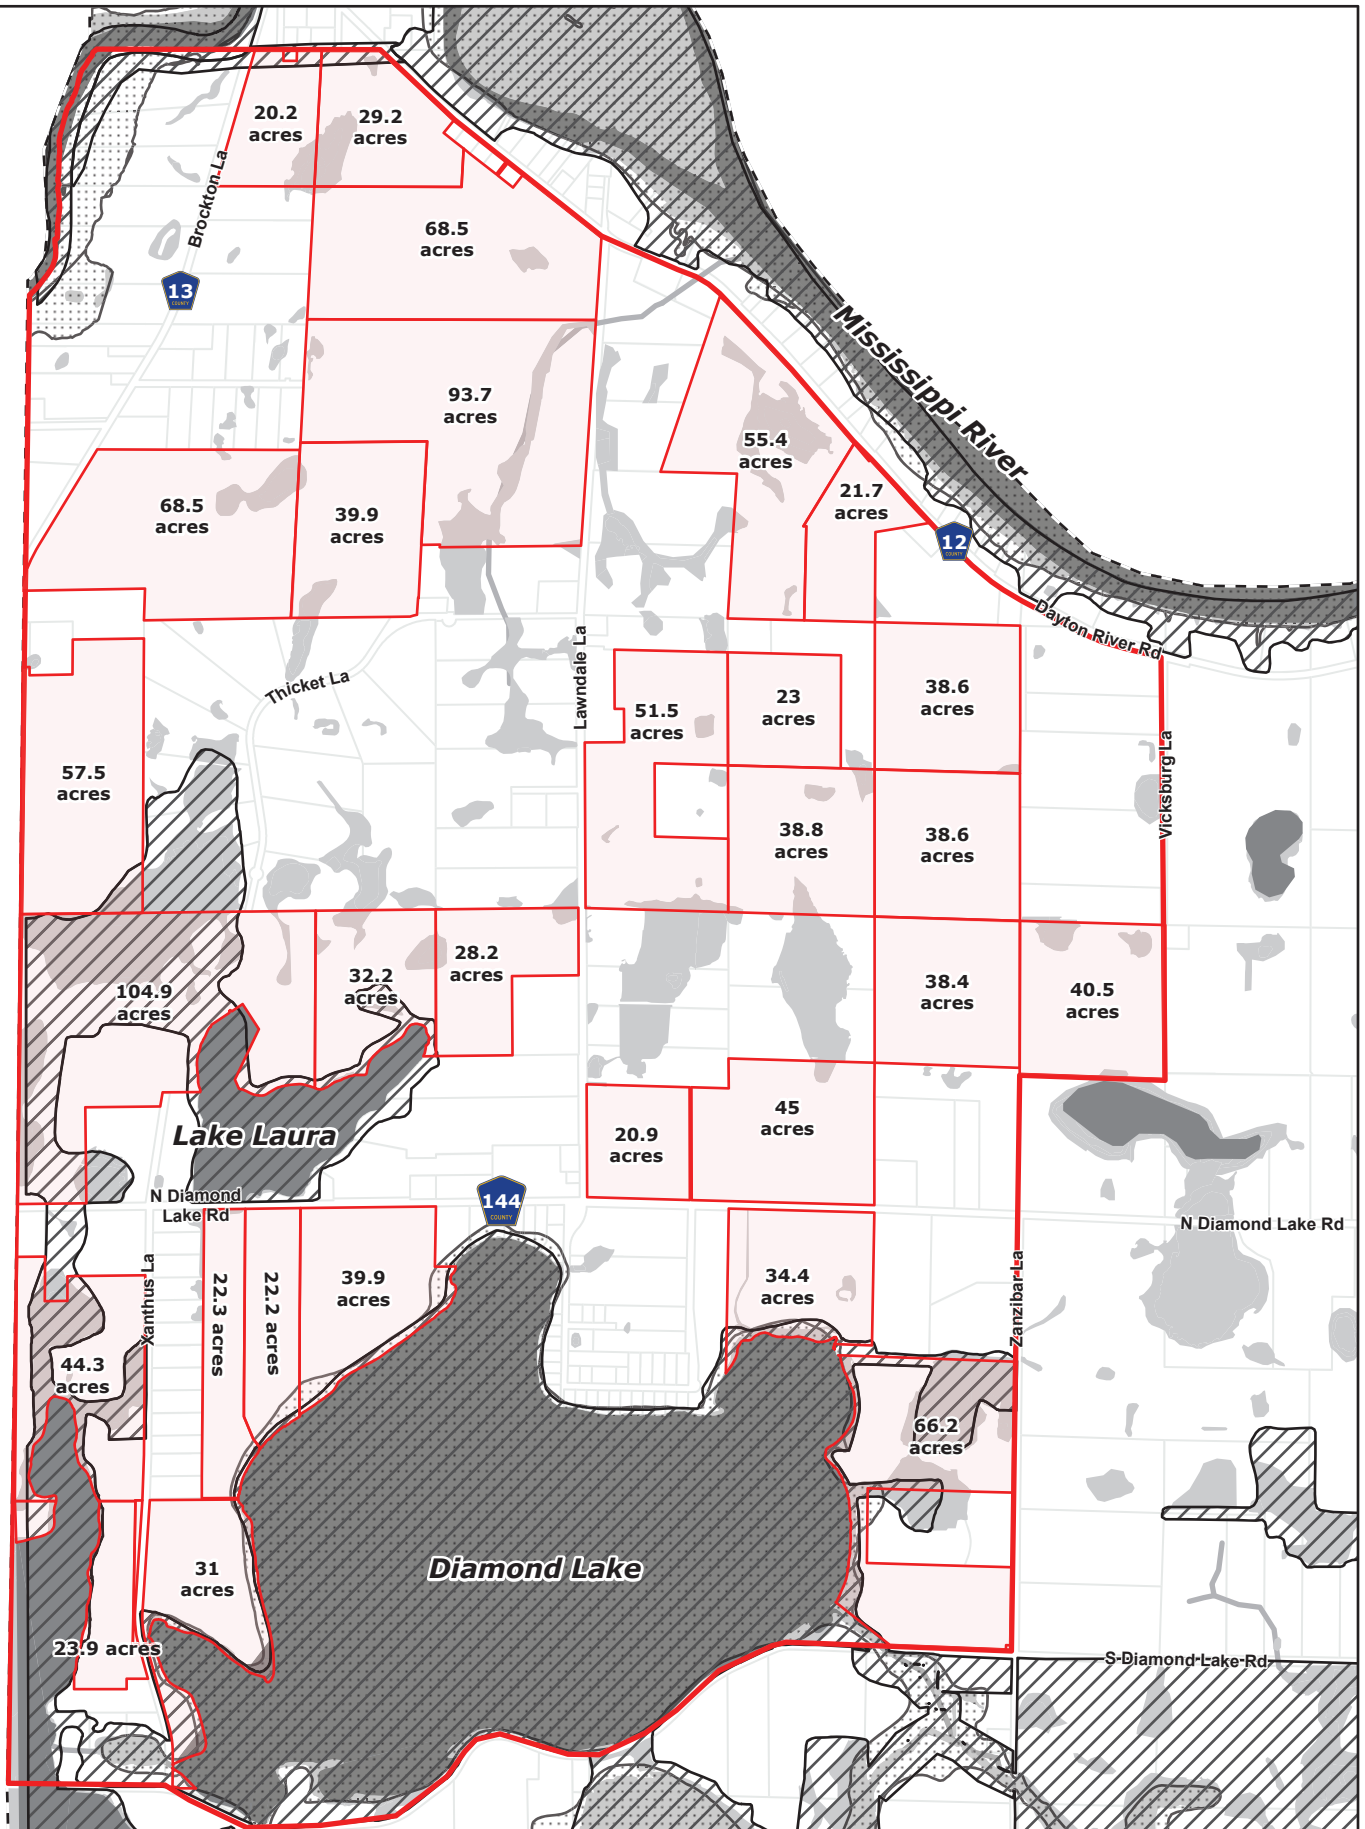 20.2
acres
29.2
acres
Brockton La
68.5
acres
13
COUNTY
Mississippi River
93.7
acres
55.4
acres
21.7
acres
68.5
acres
39.9
acres
12
COUNTY
Dayton River Rd
Lawndale La
Thicket La
51.5
acres
23
acres
38.6
acres
57.5
acres
Vicksburg La
38.8
acres
38.6
acres
104.9
acres
32.2
acres
28.2
acres
38.4
acres
40.5
acres
Lake Laura
20.9
acres
45
acres
N Diamond
Lake Rd
144
COUNTY
N Diamond Lake Rd
Xanthus La
22.3 acres
22.2 acres
39.9
acres
34.4
acres
Zanzibar La
44.3
acres
66.2
acres
31
acres
Diamond Lake
23.9 acres
S Diamond Lake Rd